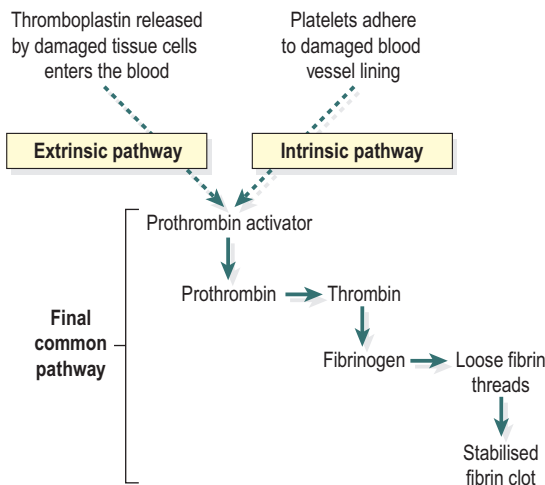 Thromboplastin released
by damaged tissue cells
enters the blood
Platelets adhere
to damaged blood
vessel lining
Extrinsic pathway
Intrinsic pathway
Prothrombin activator
Prothrombin
Thrombin
Final
common
pathway
Fibrinogen
Loose fibrin
threads
Stabilised
fibrin clot